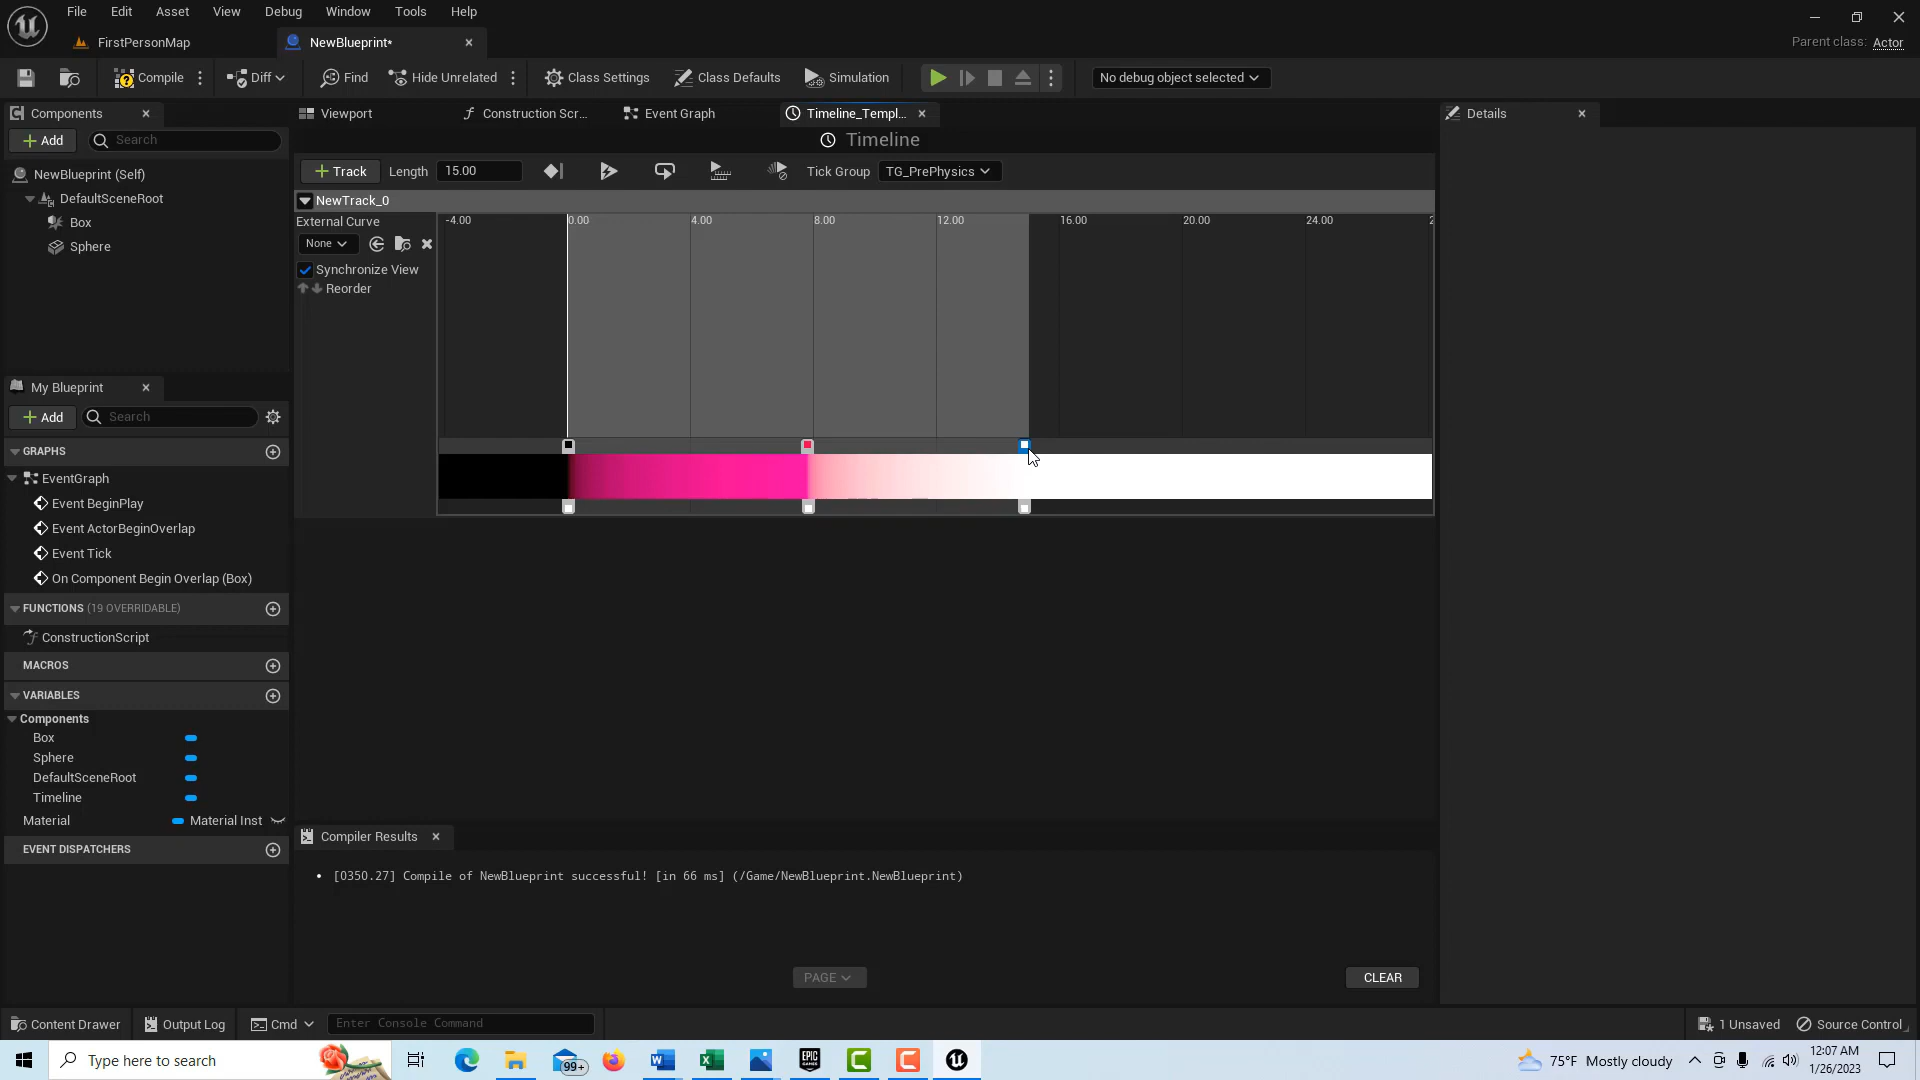 File Edit Asset View Debug Window Tools Help
FirstPersonMap NewBlueprint* Parent class: Actor
Compile Diff Find Hide Unrelated Class Settings Class Defaults Simulation No debug object selected
Components Viewport Construction Scr... Event Graph Timeline_Templ... Details
Add Search Timeline
Track Length 15.00 Tick Group TG_PrePhysics
NewBlueprint (Self)
DefaultSceneRoot
Box
Sphere
NewTrack_0
External Curve -4.00 0.00 4.00 8.00 12.00 16.00 20.00 24.00
None
Synchronize View
Reorder
My Blueprint
Add Search
GRAPHS
EventGraph
Event BeginPlay
Event ActorBeginOverlap
Event Tick
On Component Begin Overlap (Box)
FUNCTIONS (19 OVERRIDABLE)
ConstructionScript
MACROS
VARIABLES
Components
Box
Sphere
DefaultSceneRoot
Timeline
Material Material Inst
EVENT DISPATCHERS
Compiler Results
[0350.27] Compile of NewBlueprint successful! [in 66 ms] (/Game/NewBlueprint.NewBlueprint)
PAGE CLEAR
Content Drawer Output Log Cmd Enter Console Command 1 Unsaved Source Control
Type here to search 99+ EPIC GAMES 75°F Mostly cloudy 12:07 AM
1/26/2023